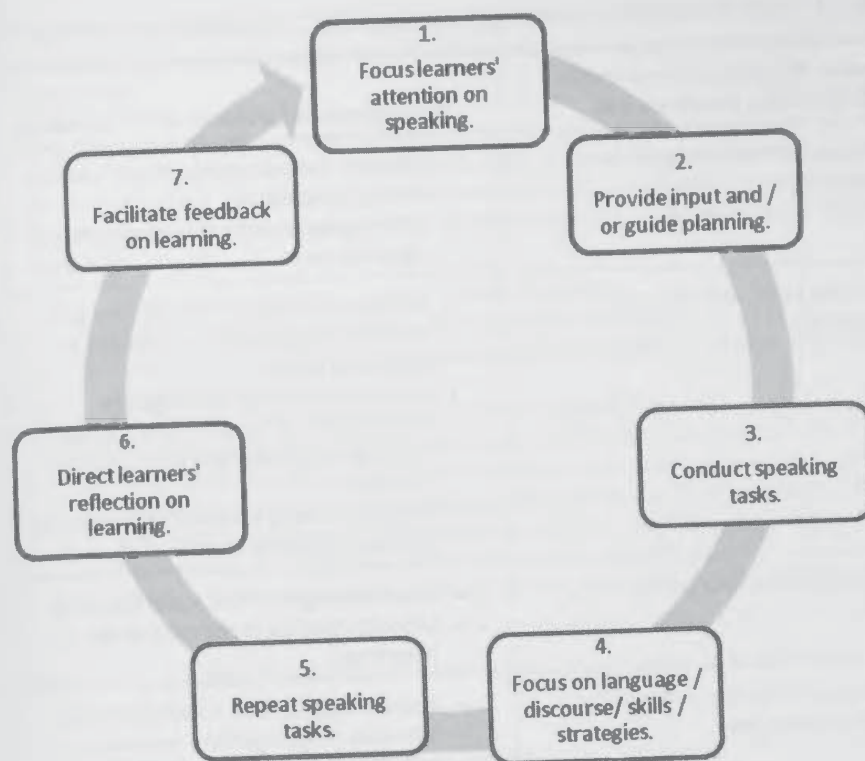 1.
Focus learners'
attention on
speaking.
2.
Provide input and /
or guide planning.
3.
Conduct speaking
tasks.
4.
Focus on language /
discourse/ skills /
strategies.
5.
Repeat speaking
tasks.
6.
Direct learners'
reflection on
learning.
7.
Facilitate feedback
on learning.